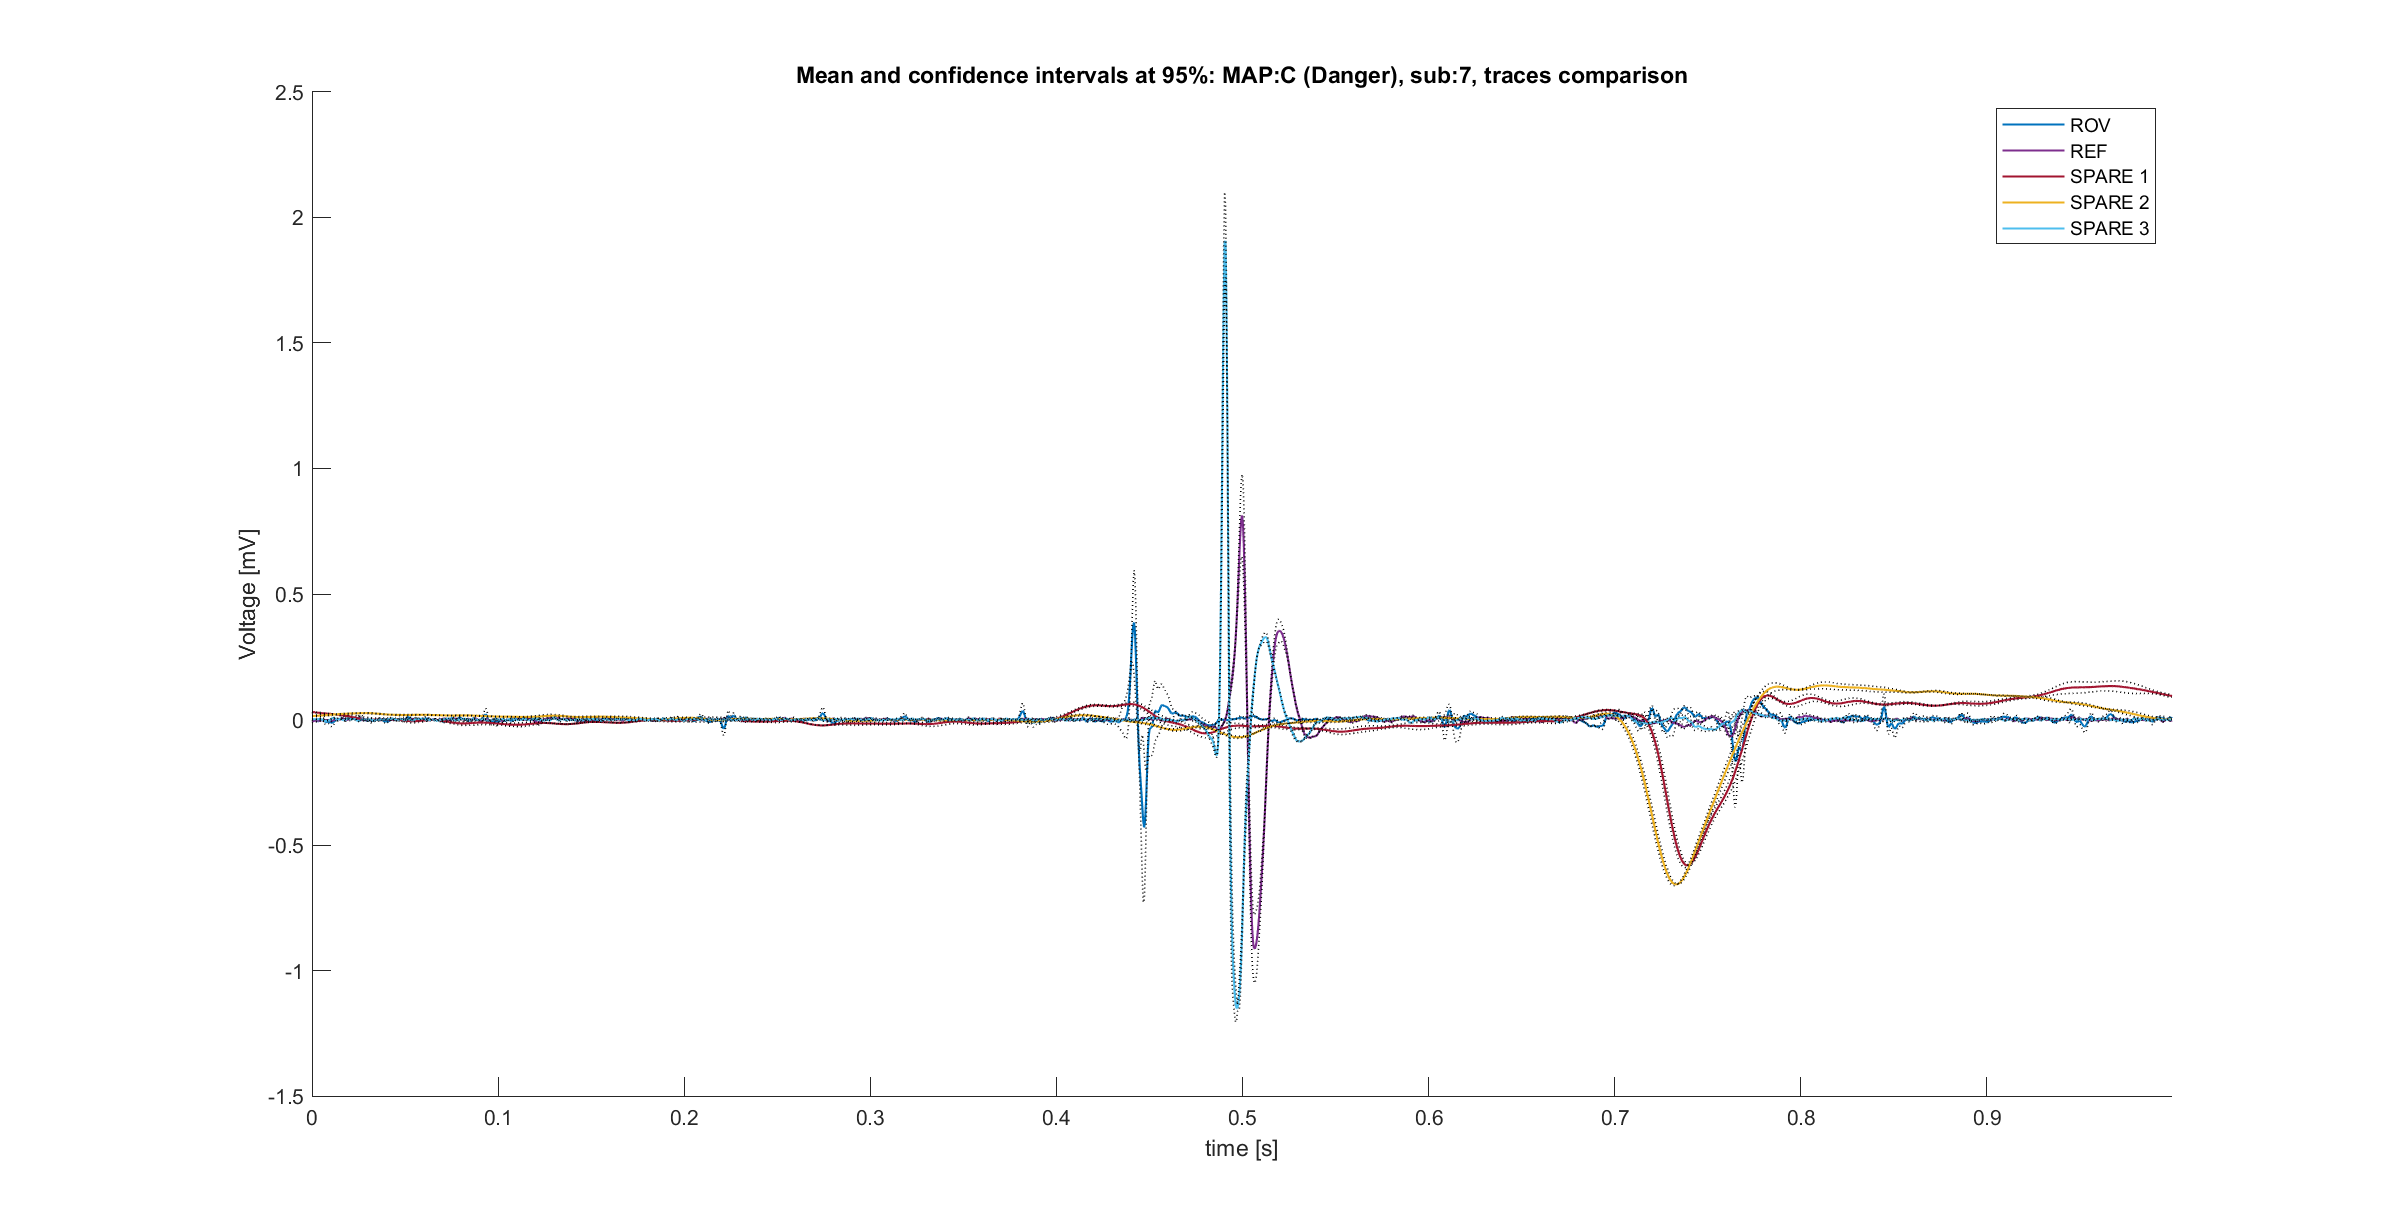 Mean and confidence intervals at 95%: MAP:C (Danger), sub:7, traces comparison
2.5
2
1.5
1
0.5
0
-0.5
-1
-1.5
Voltage [mV]
ROV
REF
SPARE 1
SPARE 2
SPARE 3
0
0.1
0.2
0.3
0.4
0.5
0.6
0.7
0.8
0.9
time [s]